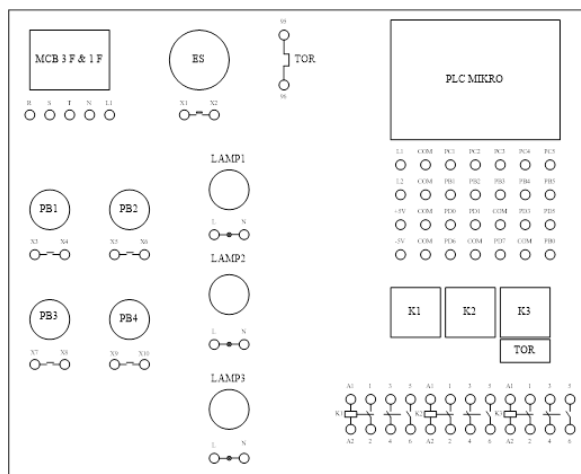 MCB 3 F & 1 F
ES
95
TOR
96
PLC MIKRO
R S T N L1
X1 X2
LAMP1
L N
PB1 PB2
X3 X4 X5 X6
LAMP2
L N
PB3 PB4
X7 X8 X9 X10
LAMP3
L N
L1 COM PC1 PC2 PC3 PC4 PC5
L2 COM PB1 PB2 PB3 PB4 PB5
+5V COM PD0 PD1 COM PD3 PD5
-5V COM PD6 COM PD7 COM PB0
K1 K2 K3
TOR
A1 1 3 5 A1 1 3 5 A1 1 3 5
K1 K2 K3
A2 2 4 6 A2 2 4 6 A2 2 4 6